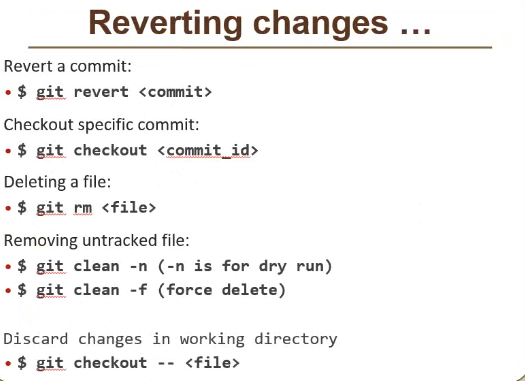 Reverting changes ...
Revert a commit:
• $ git revert <commit>
Checkout specific commit:
• $ git checkout <commit_id>
Deleting a file:
• $ git rm <file>
Removing untracked file:
• $ git clean -n (-n is for dry run)
• $ git clean -f (force delete)
Discard changes in working directory
• $ git checkout -- <file>